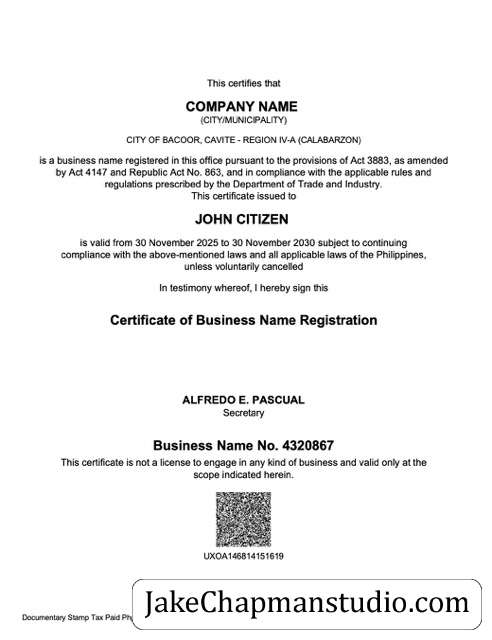 This certifies that
COMPANY NAME
(CITY/MUNICIPALITY)
CITY OF BACOOR, CAVITE - REGION IV-A (CALABARZON)
is a business name registered in this office pursuant to the provisions of Act 3883, as amended
by Act 4147 and Republic Act No. 863, and in compliance with the applicable rules and
regulations prescribed by the Department of Trade and Industry.
This certificate issued to
JOHN CITIZEN
is valid from 30 November 2025 to 30 November 2030 subject to continuing
compliance with the above-mentioned laws and all applicable laws of the Philippines,
unless voluntarily cancelled
In testimony whereof, I hereby sign this
Certificate of Business Name Registration
ALFREDO E. PASCUAL
Secretary
Business Name No. 4320867
This certificate is not a license to engage in any kind of business and valid only at the
scope indicated herein.
UXOA146814151619
Documentary Stamp Tax Paid
JakeChapmanstudio.com